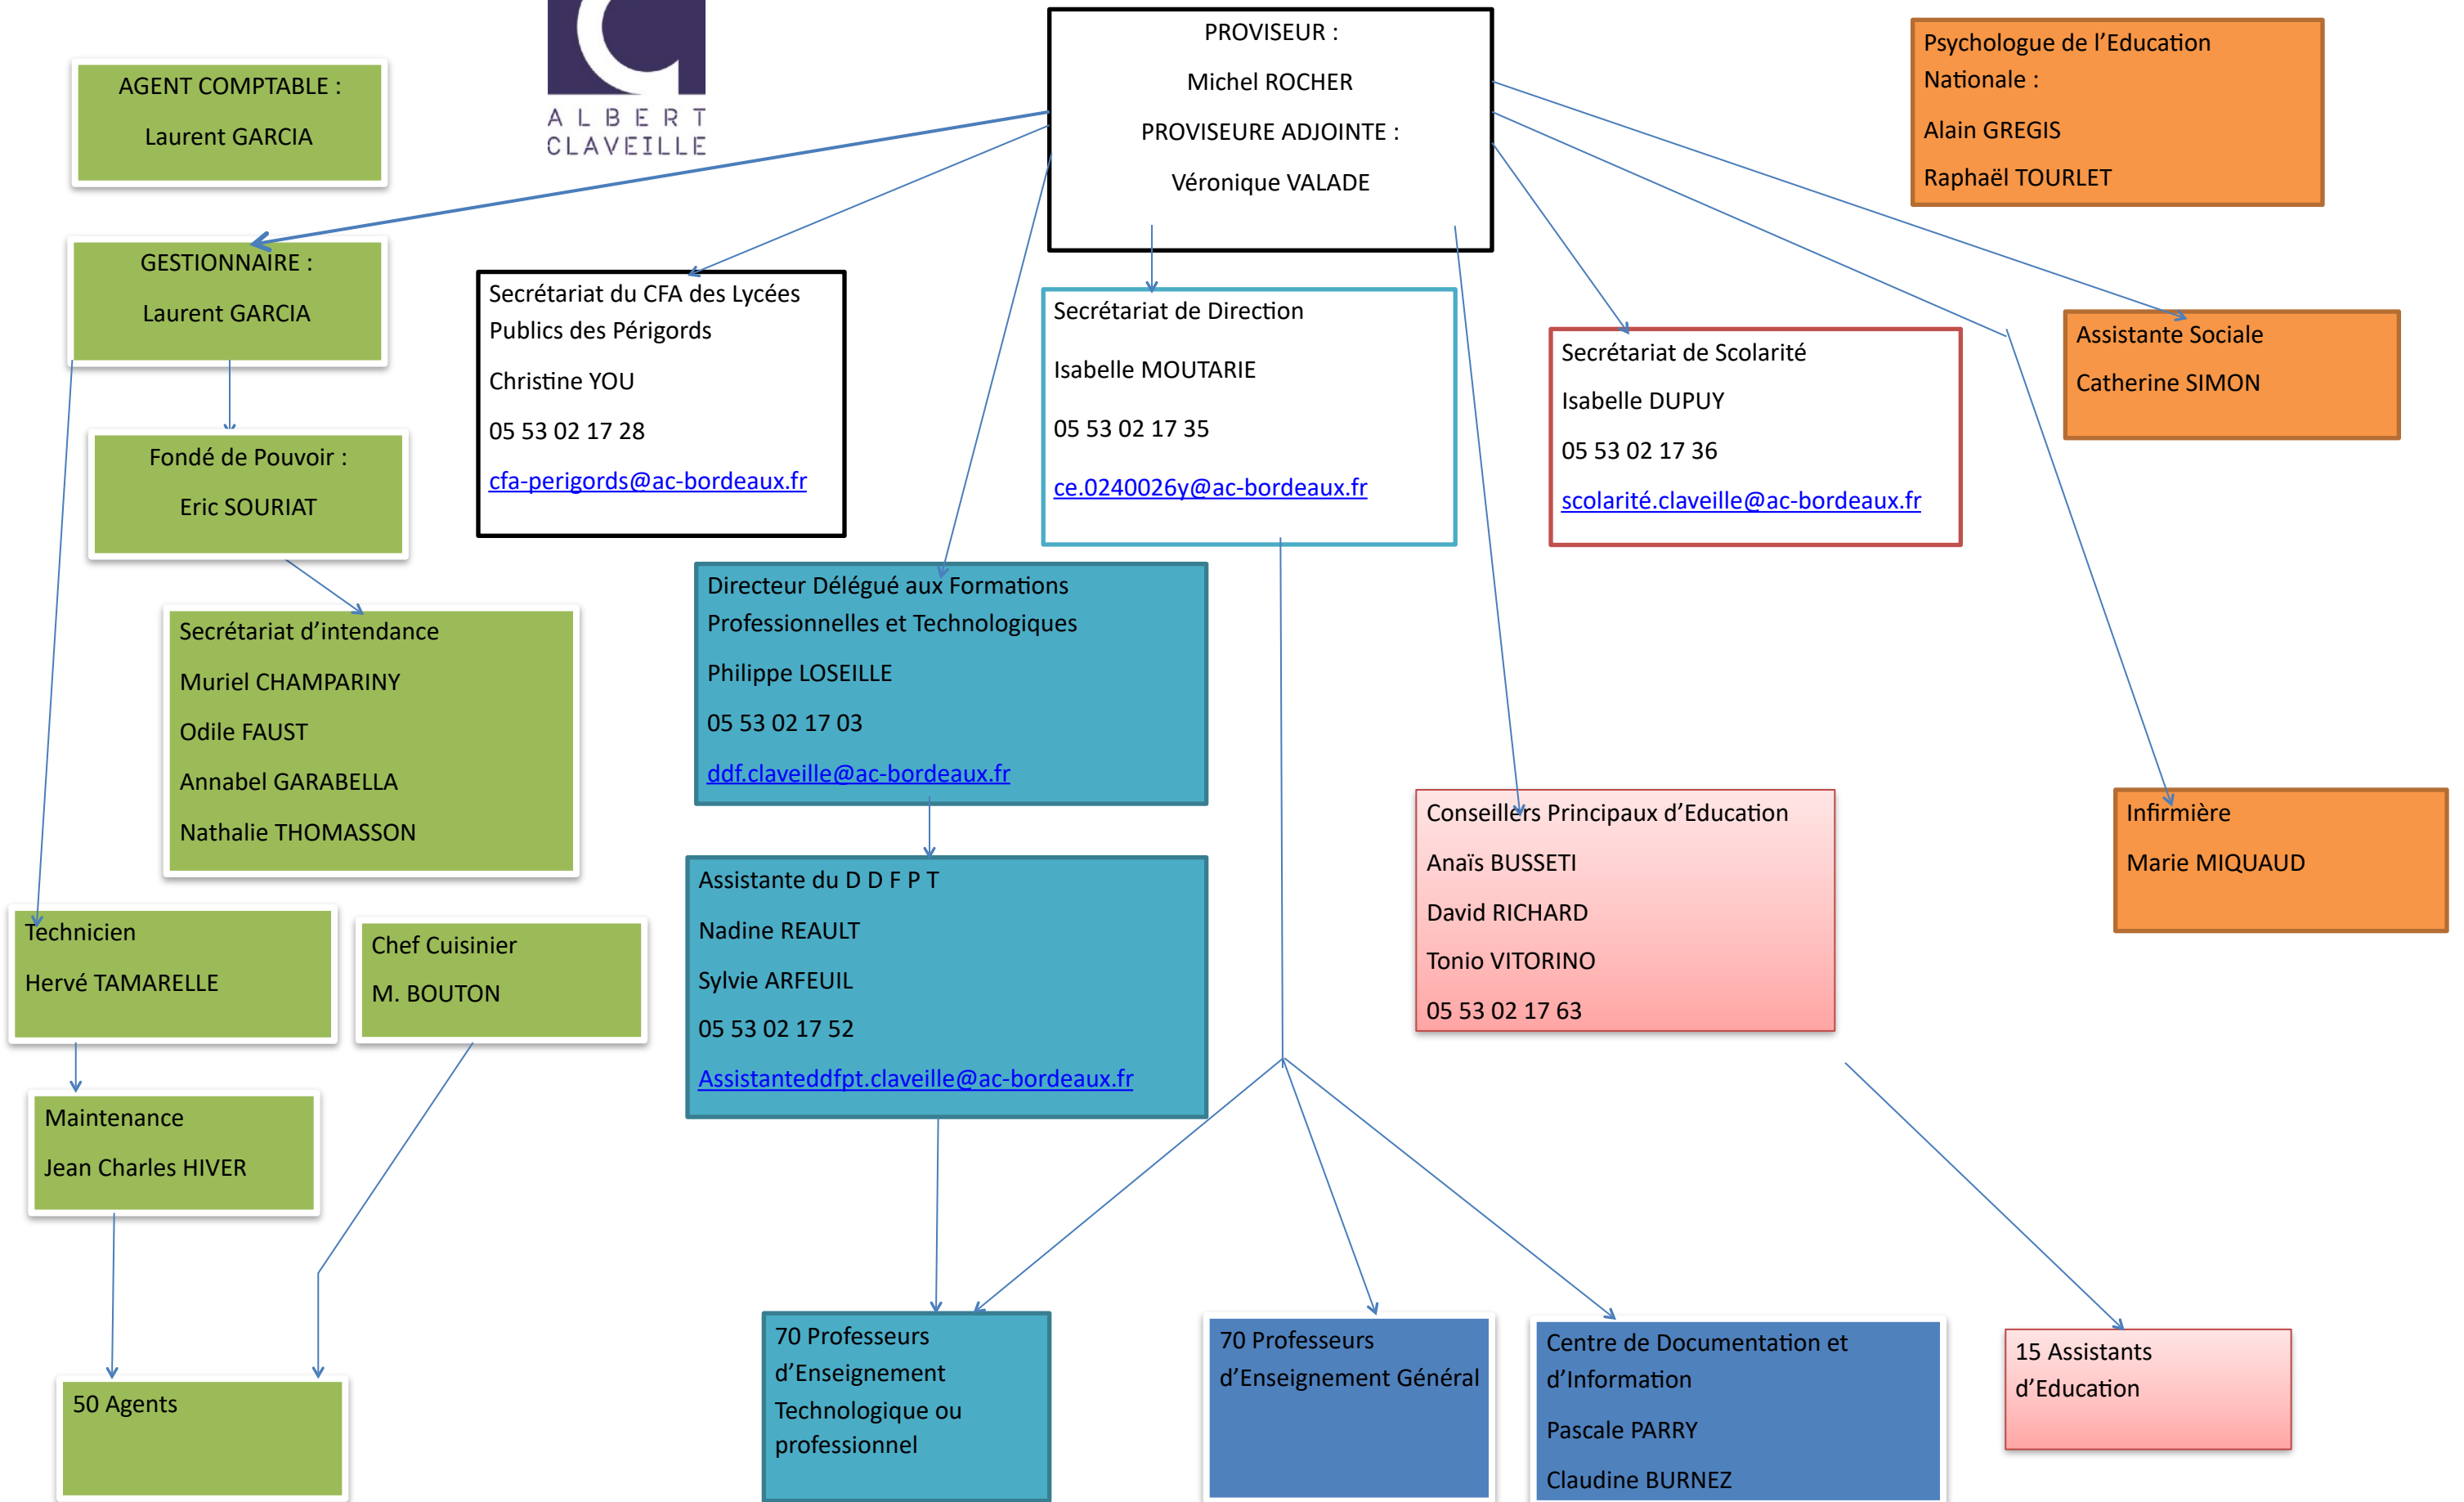 AGENT COMPTABLE :
Laurent GARCIA
ALBERT
CLAVEILLE
PROVISEUR :
Michel ROCHER
PROVISEURE ADJOINTE :
Véronique VALADE
Psychologue de l’Education
Nationale :
Alain GREGIS
Raphaël TOURLET
GESTIONNAIRE :
Laurent GARCIA
Secrétariat du CFA des Lycées
Publics des Périgords
Christine YOU
05 53 02 17 28
cfa-perigords@ac-bordeaux.fr
Secrétariat de Direction
Isabelle MOUTARIE
05 53 02 17 35
ce.0240026y@ac-bordeaux.fr
Secrétariat de Scolarité
Isabelle DUPUY
05 53 02 17 36
scolarité.claveille@ac-bordeaux.fr
Assistante Sociale
Catherine SIMON
Fondé de Pouvoir :
Eric SOURIAT
Secrétariat d’intendance
Muriel CHAMPARINY
Odile FAUST
Annabel GARABELLA
Nathalie THOMASSON
Directeur Délégué aux Formations
Professionnelles et Technologiques
Philippe LOSEILLE
05 53 02 17 03
ddf.claveille@ac-bordeaux.fr
Conseillers Principaux d’Education
Anaïs BUSSETI
David RICHARD
Tonio VITORINO
05 53 02 17 63
Infirmière
Marie MIQUAUD
Technicien
Hervé TAMARELLE
Chef Cuisinier
M. BOUTON
Assistante du D D F P T
Nadine REAULT
Sylvie ARFEUIL
05 53 02 17 52
Assistanteddfpt.claveille@ac-bordeaux.fr
Maintenance
Jean Charles HIVER
50 Agents
70 Professeurs
d’Enseignement
Technologique ou
professionnel
70 Professeurs
d’Enseignement Général
Centre de Documentation et
d’Information
Pascale PARRY
Claudine BURNEZ
15 Assistants
d’Education